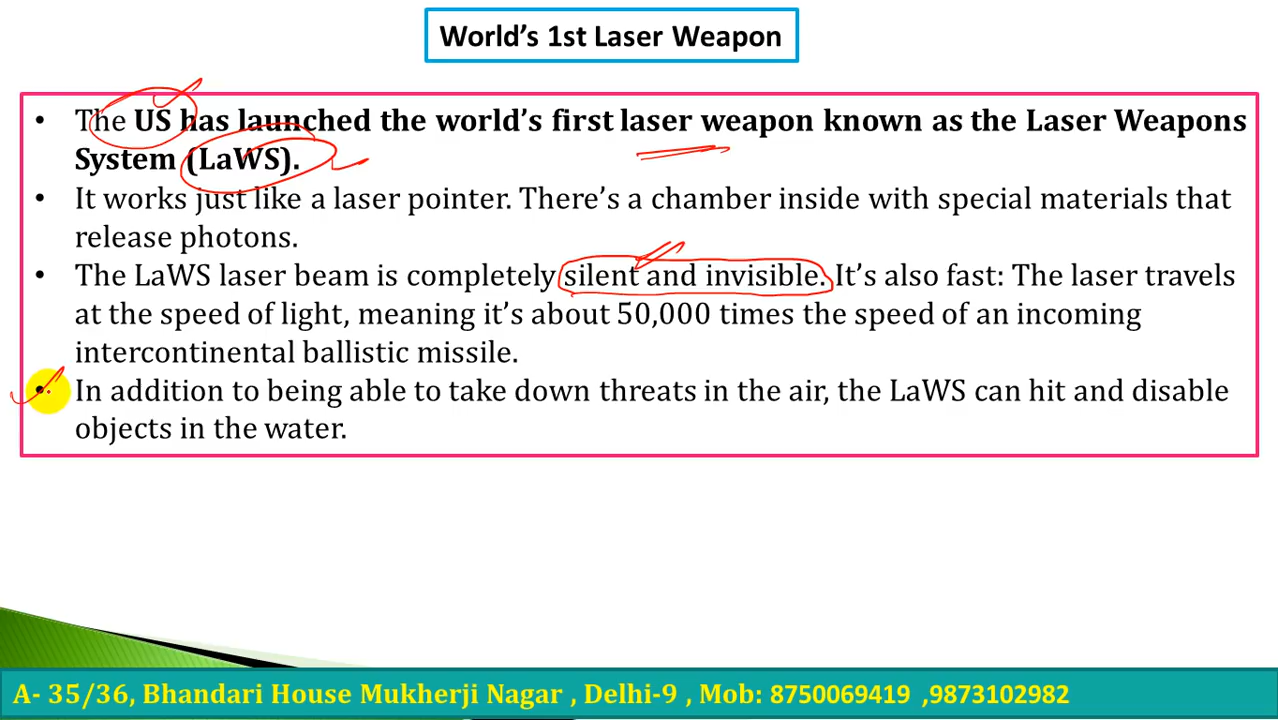 World’s 1st Laser Weapon
• The US has launched the world’s first laser weapon known as the Laser Weapons
System (LaWS).
• It works just like a laser pointer. There’s a chamber inside with special materials that
release photons.
• The LaWS laser beam is completely silent and invisible. It’s also fast: The laser travels
at the speed of light, meaning it’s about 50,000 times the speed of an incoming
intercontinental ballistic missile.
• In addition to being able to take down threats in the air, the LaWS can hit and disable
objects in the water.
A- 35/36, Bhandari House Mukherji Nagar , Delhi-9 , Mob: 8750069419 ,9873102982